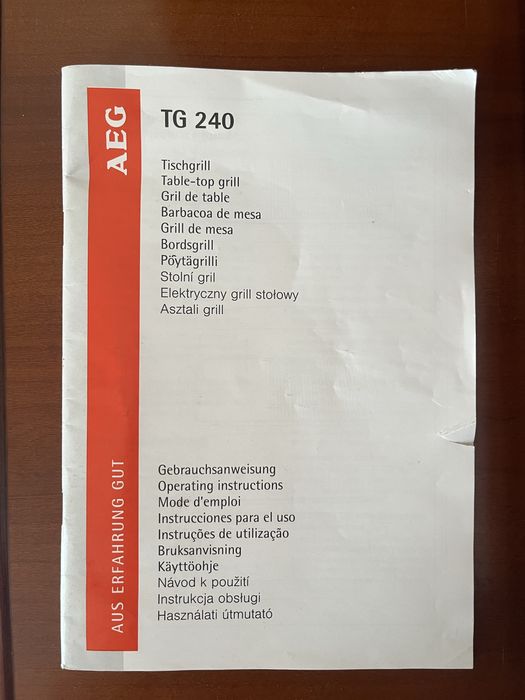 AEG
TG 240
Tischgrill
Table-top grill
Gril de table
Barbacoa de mesa
Grill de mesa
Bordsgrill
Pöytägrilli
Stolní gril
Elektryczny grill stołowy
Asztali grill
Gebrauchsanweisung
Operating instructions
Mode d'emploi
Instrucciones para el uso
Instruções de utilização
Bruksanvisning
Käyttöohje
Návod k použití
Instrukcja obsługi
Használati útmutató
AUS ERFAHRUNG GUT